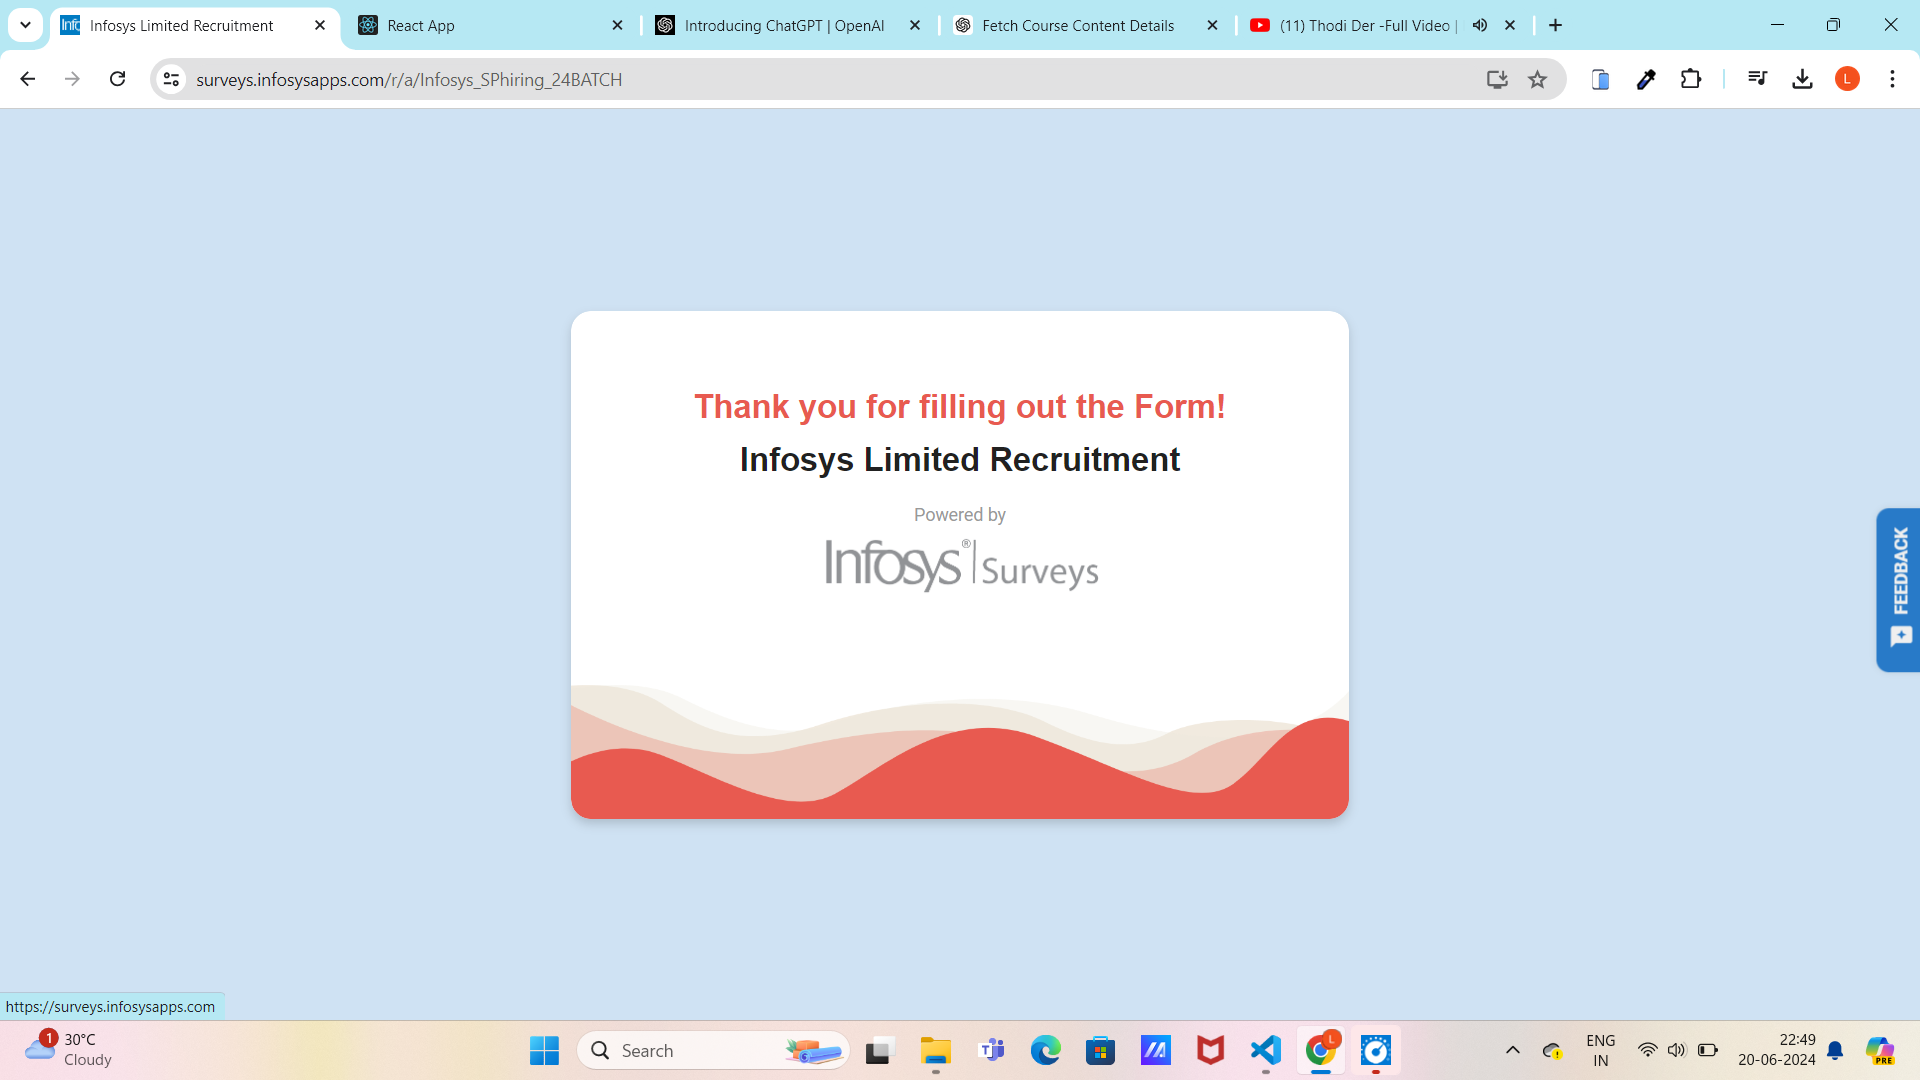 Infosys Limited Recruitment
React App
Introducing ChatGPT | OpenAI
Fetch Course Content Details
(11) Thodi Der -Full Video |
surveys.infosysapps.com/r/a/Infosys_SPhiring_24BATCH
L
Thank you for filling out the Form!
Infosys Limited Recruitment
Powered by
Infosys® | Surveys
FEEDBACK
https://surveys.infosysapps.com
1
30°C
Cloudy
Search
L
ENG
IN
22:49
20-06-2024
PRE